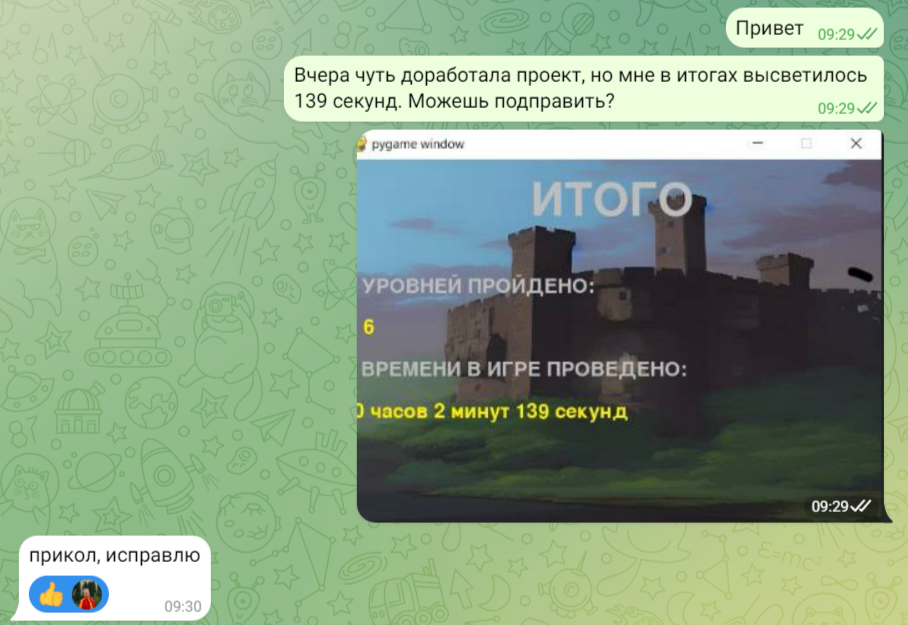 Привет 09:29
Вчера чуть доработала проект, но мне в итогах высветилось
139 секунд. Можешь подправить?
09:29
pygame window
ИТОГО
УРОВНЕЙ ПРОЙДЕНО:
6
ВРЕМЕНИ В ИГРЕ ПРОВЕДЕНО:
0 часов 2 минут 139 секунд
09:29
прикол, исправлю
09:30